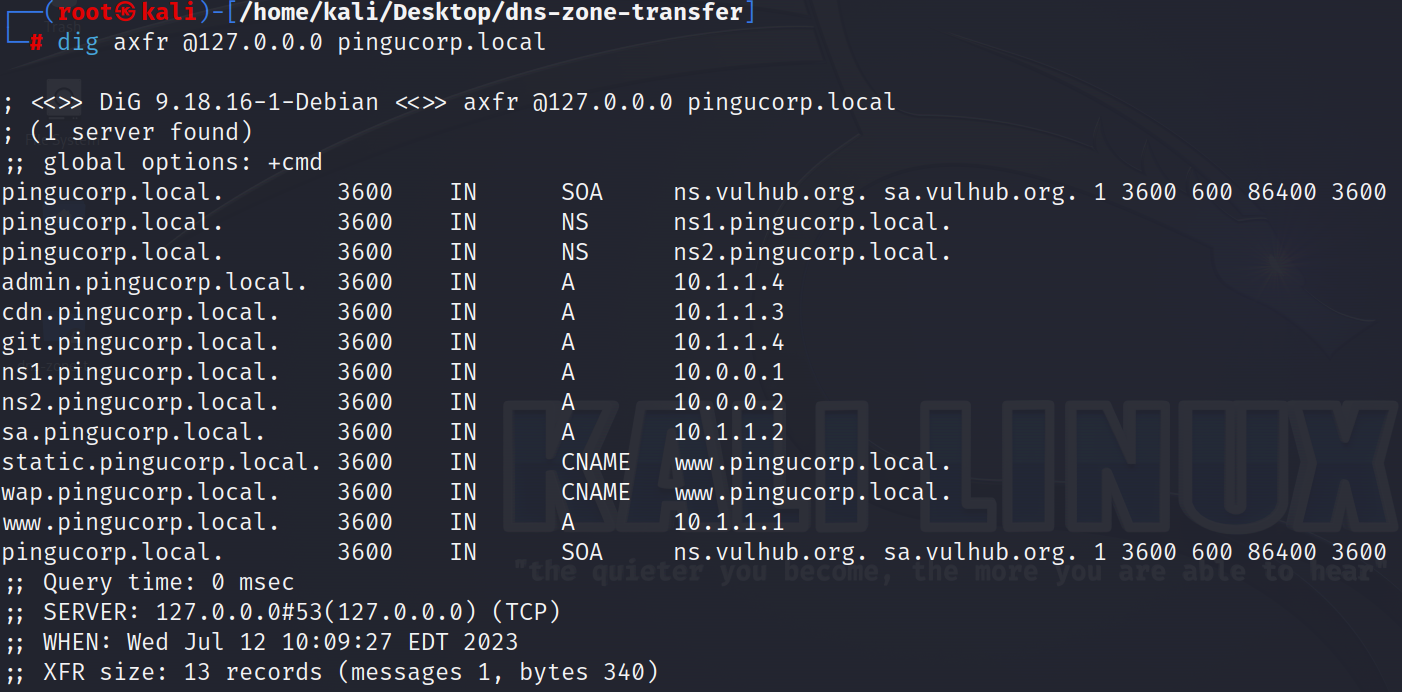 ┌──(root㉿kali)-[/home/kali/Desktop/dns-zone-transfer]
└─# dig axfr @127.0.0.0 pingucorp.local
; <<>> DiG 9.18.16-1-Debian <<>> axfr @127.0.0.0 pingucorp.local
; (1 server found)
;; global options: +cmd
pingucorp.local.        3600    IN      SOA     ns.vulhub.org. sa.vulhub.org. 1 3600 600 86400 3600
pingucorp.local.        3600    IN      NS      ns1.pingucorp.local.
pingucorp.local.        3600    IN      NS      ns2.pingucorp.local.
admin.pingucorp.local.  3600    IN      A       10.1.1.4
cdn.pingucorp.local.    3600    IN      A       10.1.1.3
git.pingucorp.local.    3600    IN      A       10.1.1.4
ns1.pingucorp.local.    3600    IN      A       10.0.0.1
ns2.pingucorp.local.    3600    IN      A       10.0.0.2
sa.pingucorp.local.     3600    IN      A       10.1.1.2
static.pingucorp.local. 3600    IN      CNAME   www.pingucorp.local.
wap.pingucorp.local.    3600    IN      CNAME   www.pingucorp.local.
www.pingucorp.local.    3600    IN      A       10.1.1.1
pingucorp.local.        3600    IN      SOA     ns.vulhub.org. sa.vulhub.org. 1 3600 600 86400 3600
;; Query time: 0 msec
;; SERVER: 127.0.0.0#53(127.0.0.0) (TCP)
;; WHEN: Wed Jul 12 10:09:27 EDT 2023
;; XFR size: 13 records (messages 1, bytes 340)
KALI LINUX
"the quieter you become, the more you are able to hear"